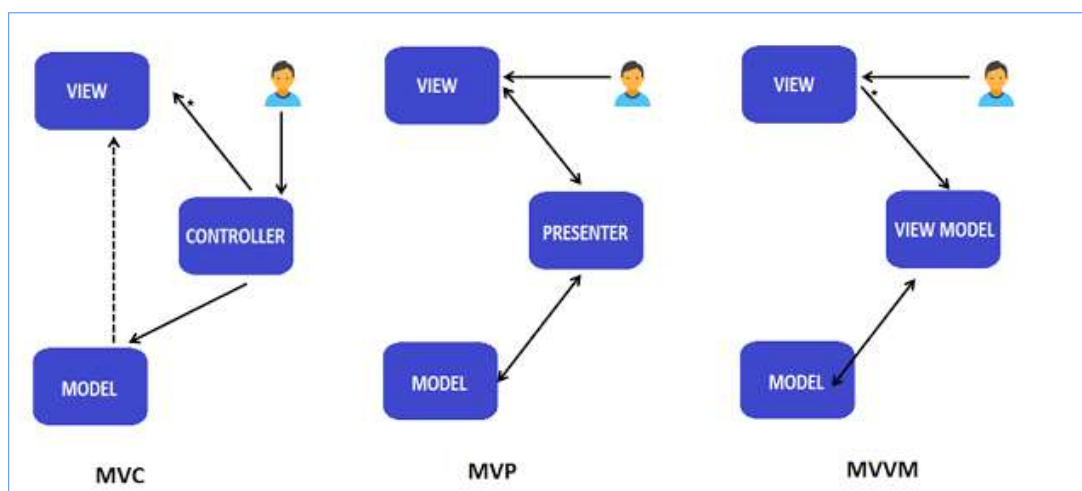 VIEW
*
CONTROLLER
MODEL
MVC
VIEW
PRESENTER
MODEL
MVP
VIEW
*
VIEW MODEL
MODEL
MVVM